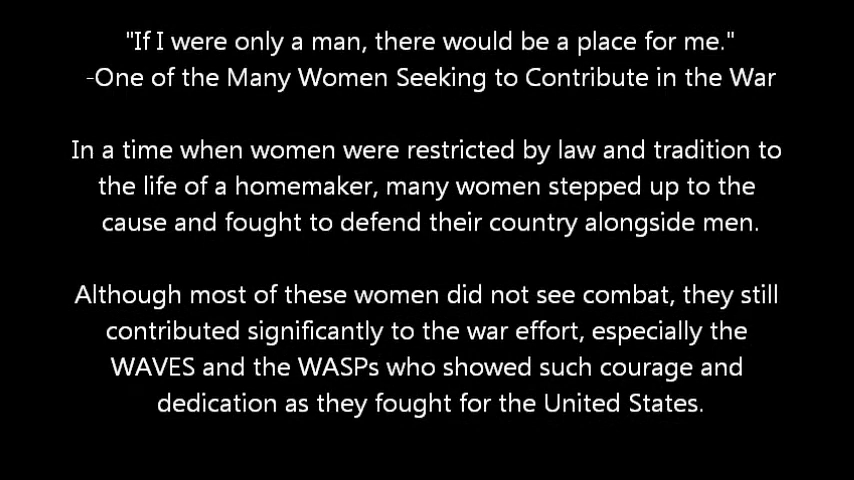 "If I were only a man, there would be a place for me."
-One of the Many Women Seeking to Contribute in the War
In a time when women were restricted by law and tradition to
the life of a homemaker, many women stepped up to the
cause and fought to defend their country alongside men.
Although most of these women did not see combat, they still
contributed significantly to the war effort, especially the
WAVES and the WASPs who showed such courage and
dedication as they fought for the United States.